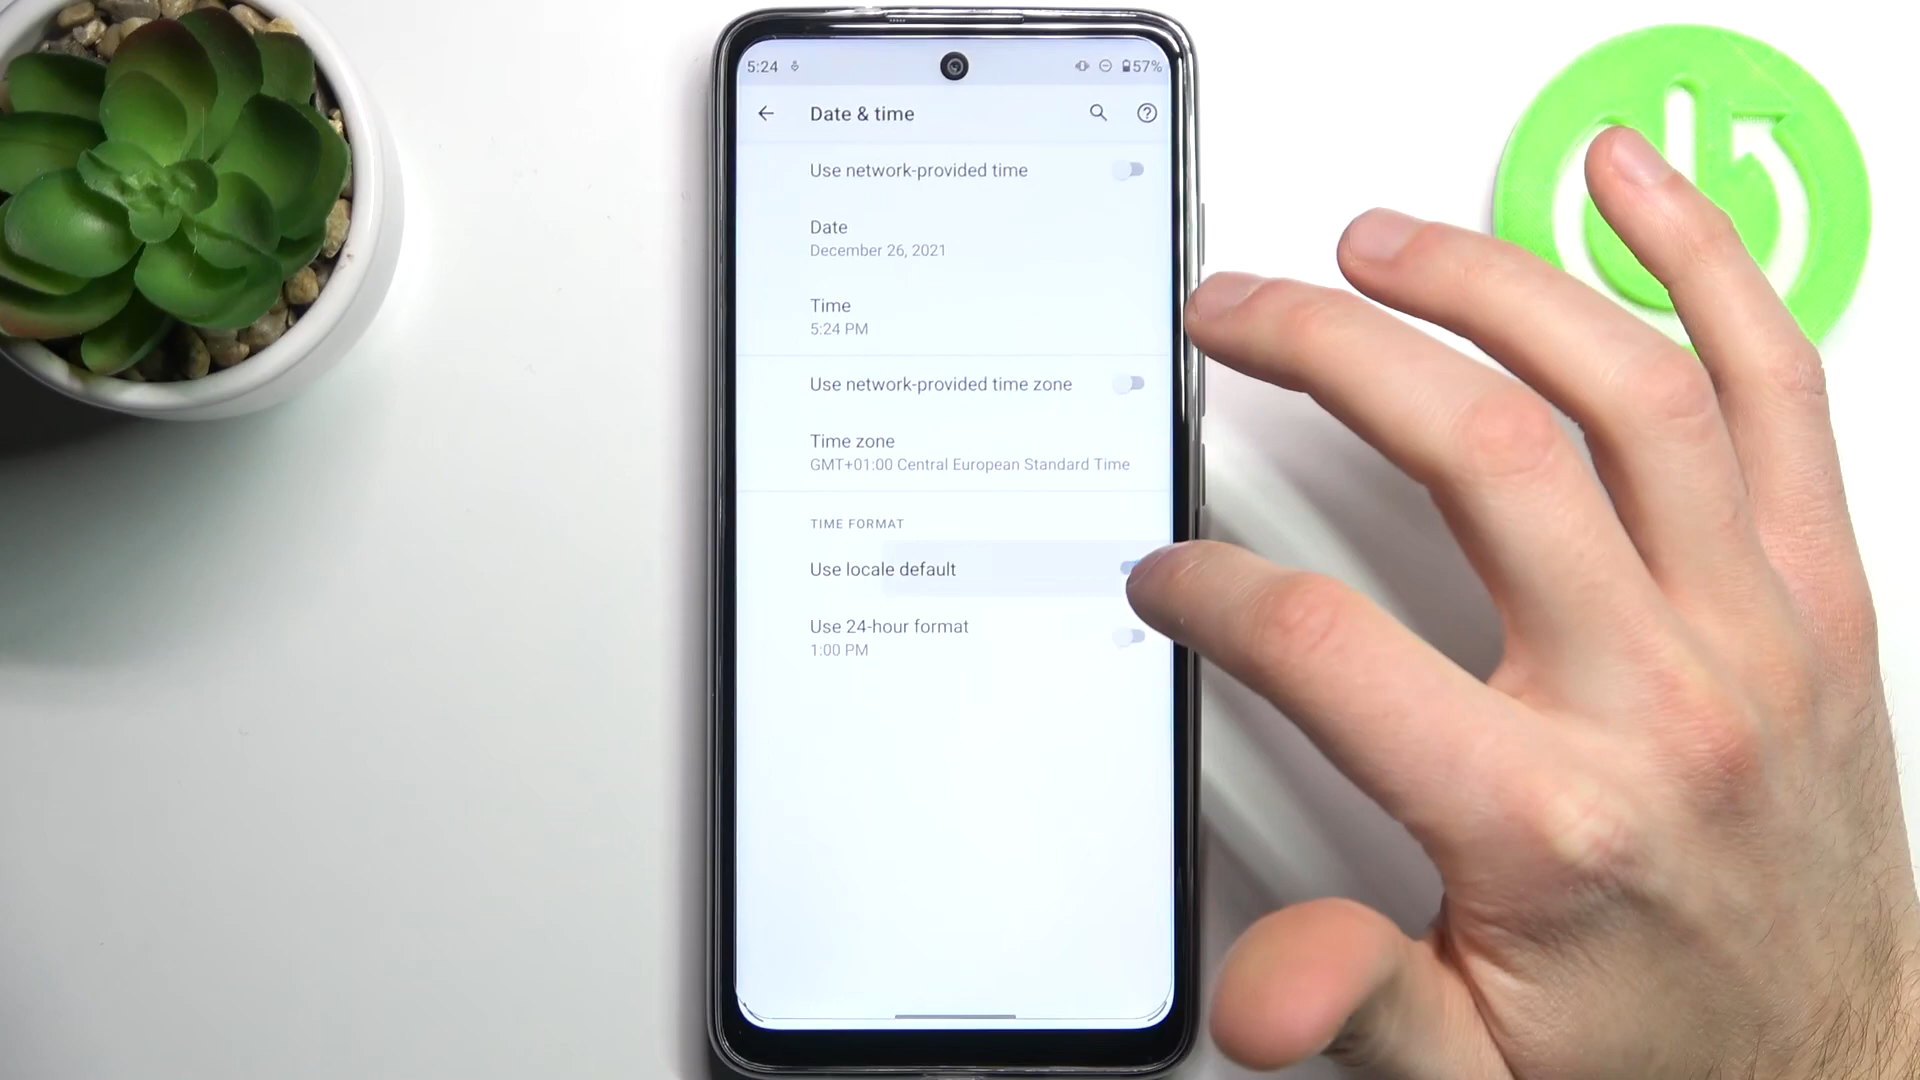 5:24 57%
Date & time
Use network-provided time
Date
December 26, 2021
Time
5:24 PM
Use network-provided time zone
Time zone
GMT+01:00 Central European Standard Time
TIME FORMAT
Use locale default
Use 24-hour format
1:00 PM